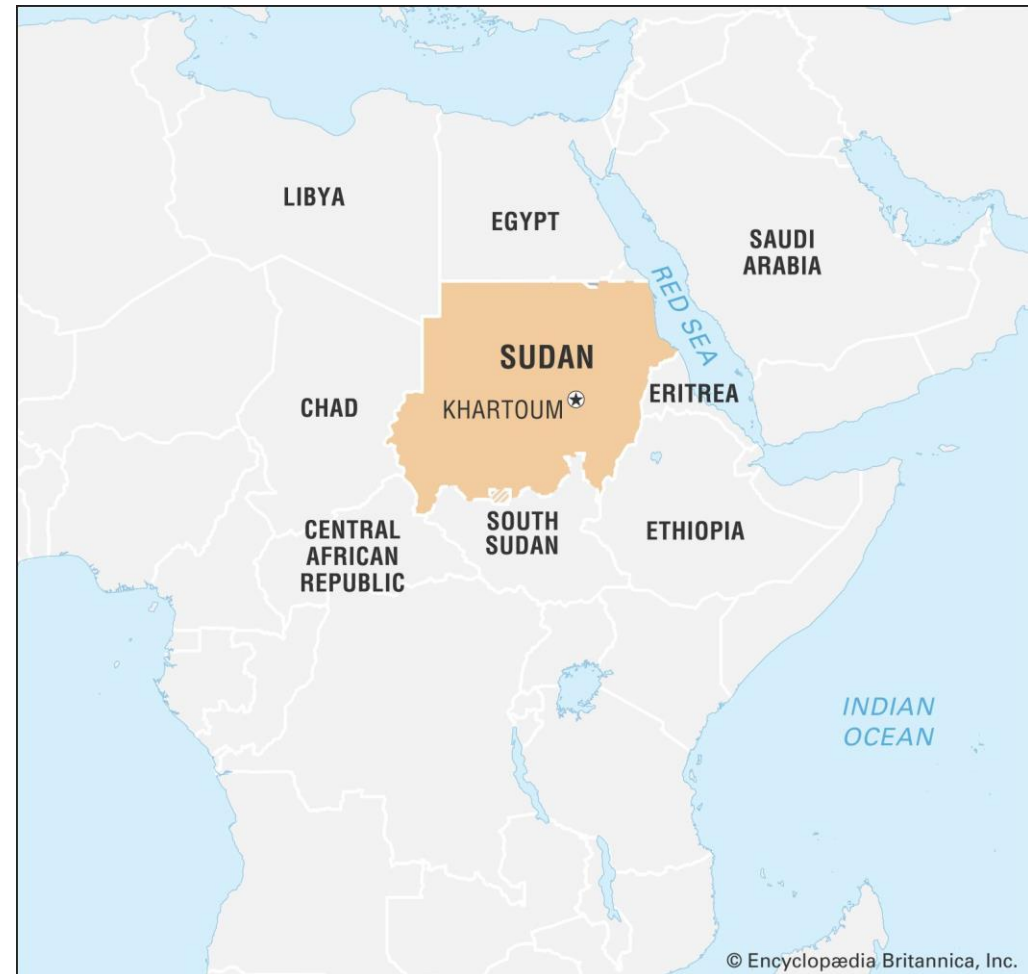 LIBYA
EGYPT
SAUDI
ARABIA
RED SEA
SUDAN
KHARTOUM
ERITREA
CHAD
CENTRAL
AFRICAN
REPUBLIC
SOUTH
SUDAN
ETHIOPIA
INDIAN
OCEAN
© Encyclopædia Britannica, Inc.